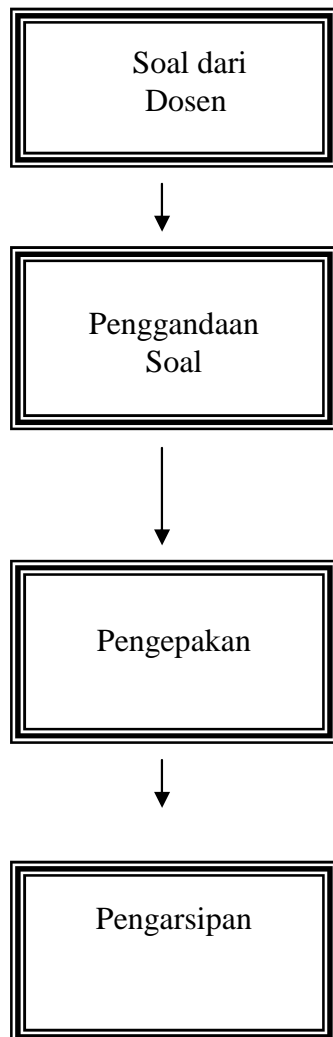 Soal dari
Dosen
Penggandaan
Soal
Pengepakan
Pengarsipan